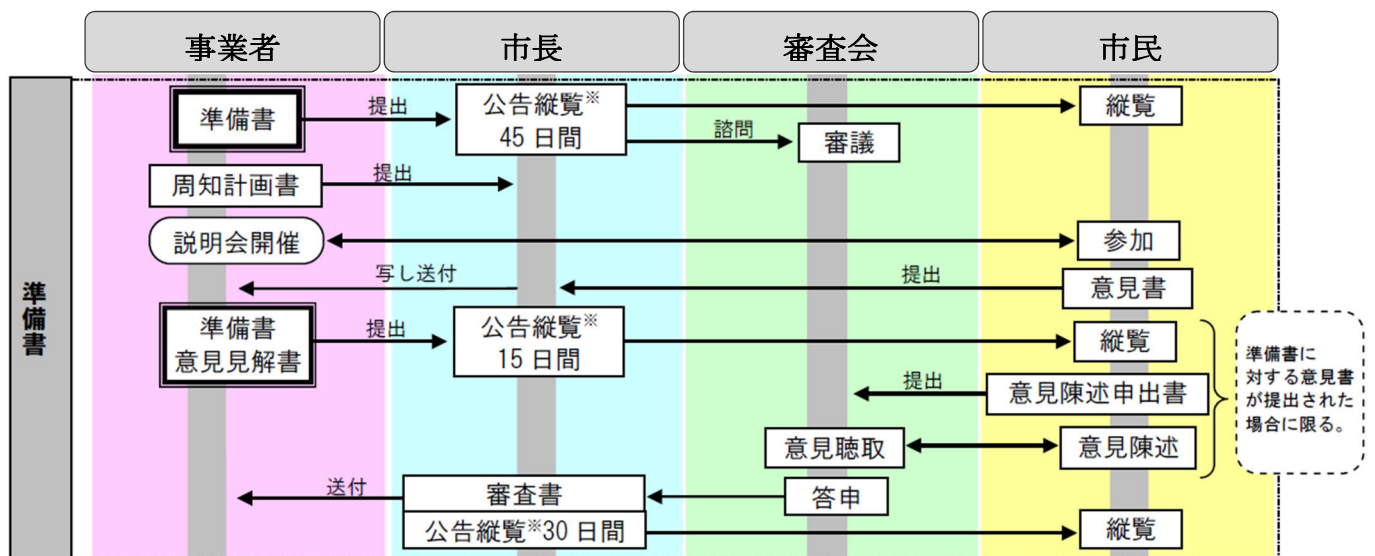 事業者 市長 審査会 市民
準備書
準備書
提出
公告縦覧※
45日間
縦覧
諮問
審議
周知計画書
提出
説明会開催
参加
写し送付
提出
意見書
準備書
意見見解書
提出
公告縦覧※
15日間
縦覧
準備書に
対する意見書
が提出された
場合に限る。
提出
意見陳述申出書
意見聴取
意見陳述
送付
審査書
答申
公告縦覧※30日間
縦覧